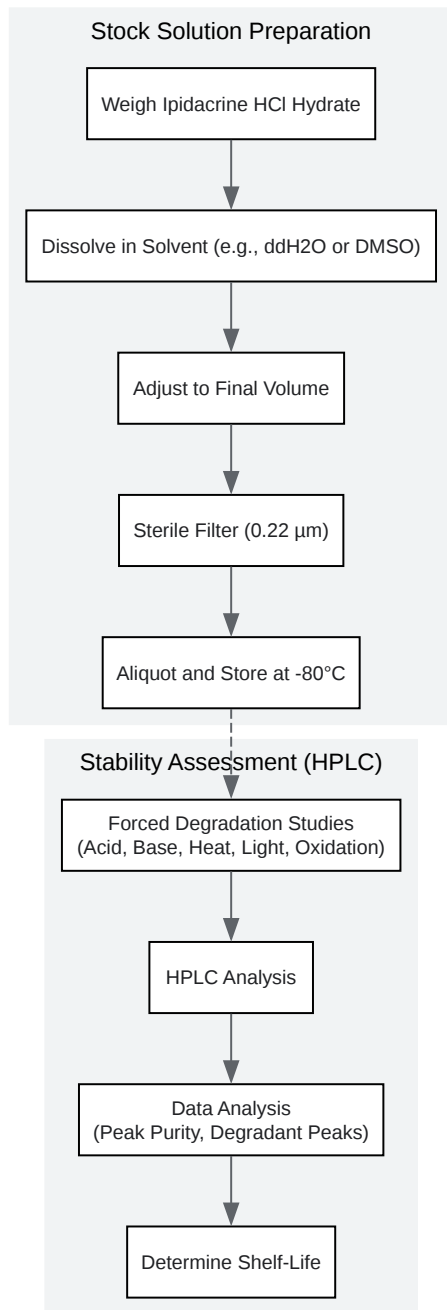 Stock Solution Preparation
Weigh Ipidacrine HCl Hydrate
Dissolve in Solvent (e.g., ddH2O or DMSO)
Adjust to Final Volume
Sterile Filter (0.22 µm)
Aliquot and Store at -80°C
Stability Assessment (HPLC)
Forced Degradation Studies
(Acid, Base, Heat, Light, Oxidation)
HPLC Analysis
Data Analysis
(Peak Purity, Degradant Peaks)
Determine Shelf-Life